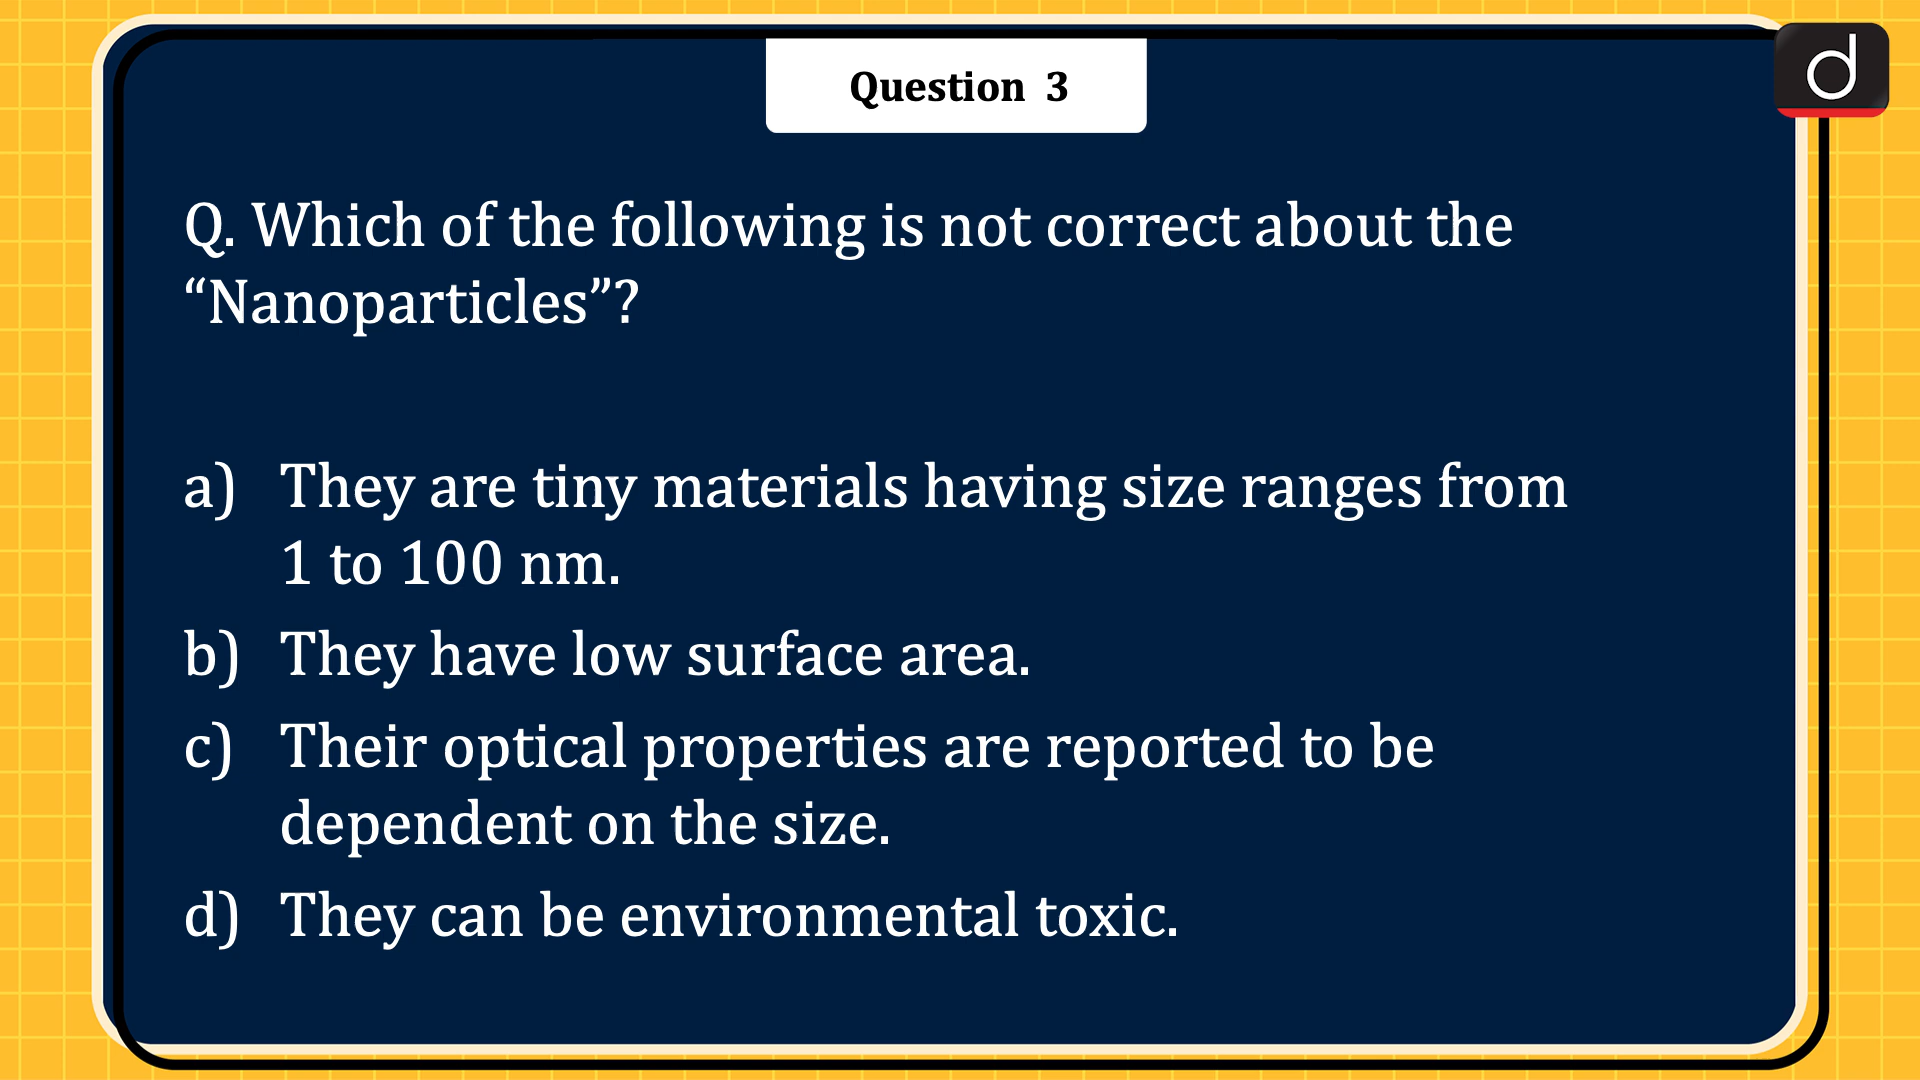 Question 3
d
Q. Which of the following is not correct about the
“Nanoparticles”?
a) They are tiny materials having size ranges from
1 to 100 nm.
b) They have low surface area.
c) Their optical properties are reported to be
dependent on the size.
d) They can be environmental toxic.